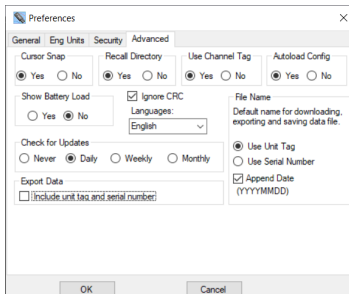 Preferences
General Eng Units Security Advanced
Cursor Snap Recall Directory Use Channel Tag Autoload Config
Yes No Yes No Yes No Yes No
Show Battery Load Ignore CRC File Name
Yes No
Languages:
English
Default name for downloading,
exporting and saving data file.
Check for Updates
Never Daily Weekly Monthly
Use Unit Tag
Use Serial Number
Export Data
Include unit tag and serial number
Append Date
(YYYYMMDD)
OK Cancel